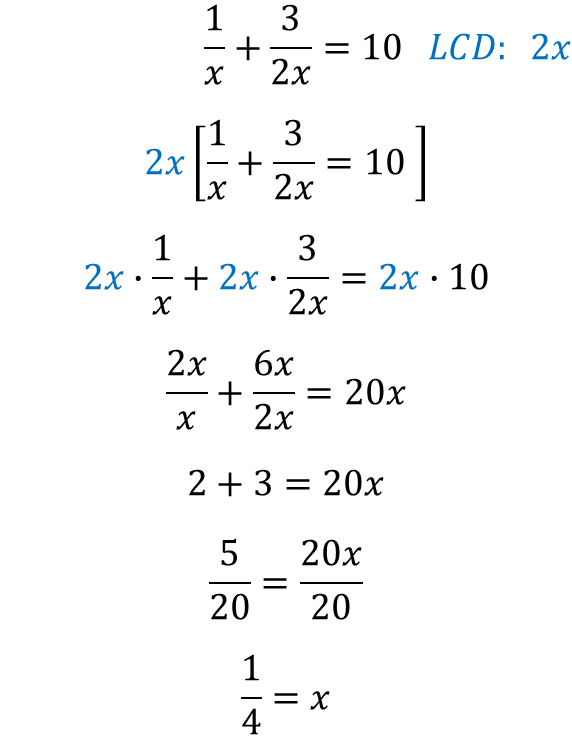 1/x + 3/2x = 10 LCD: 2x
2x [ 1/x + 3/2x = 10 ]
2x · 1/x + 2x · 3/2x = 2x · 10
2x/x + 6x/2x = 20x
2 + 3 = 20x
5/20 = 20x/20
1/4 = x